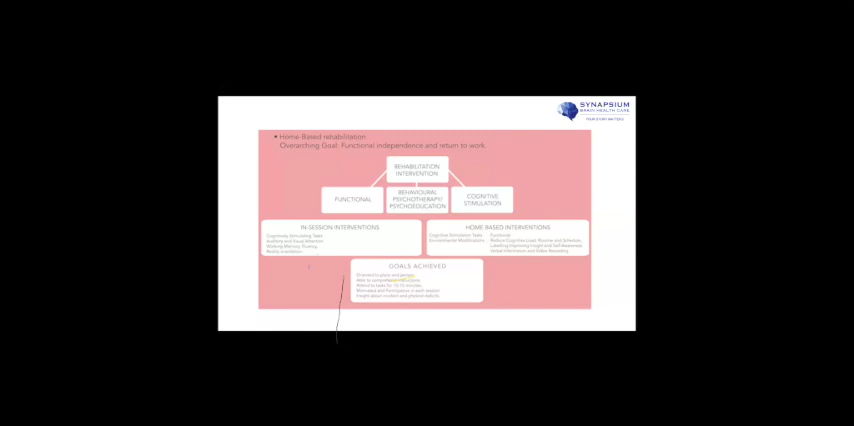 SYNAPSIUM
BRAIN HEALTH CARE
YOUR STORY MATTERS
• Home-Based rehabilitation
Overarching Goal: Functional independence and return to work.
REHABILITATION
INTERVENTION
FUNCTIONAL
BEHAVIOURAL
PSYCHOTHERAPY/
PSYCHOEDUCATION
COGNITIVE
STIMULATION
IN-SESSION INTERVENTIONS
Cognitively Stimulating Tasks
Auditory and Visual Attention
Working Memory, Fluency
Reality orientation
HOME BASED INTERVENTIONS
Cognitive Stimulation Tasks
Environmental Modifications
Functional
Reduce Cognitive Load, Routine and Schedule,
Labelling Improving Insight and Self-Awareness
Verbal Information and Video Recording
GOALS ACHIEVED
Oriented to place and person.
Able to comprehend
Attend to tasks for 10-15 minutes.
Motivated and Participative in each session
Insight about incident and physical deficits.